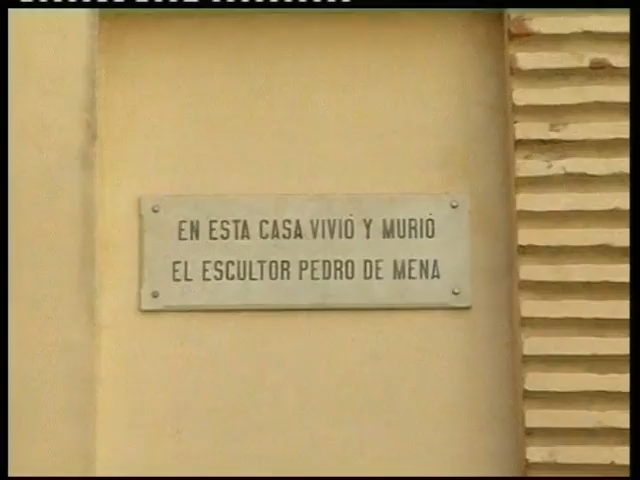 EN ESTA CASA VIVIÓ Y MURIÓ
EL ESCULTOR PEDRO DE MENA